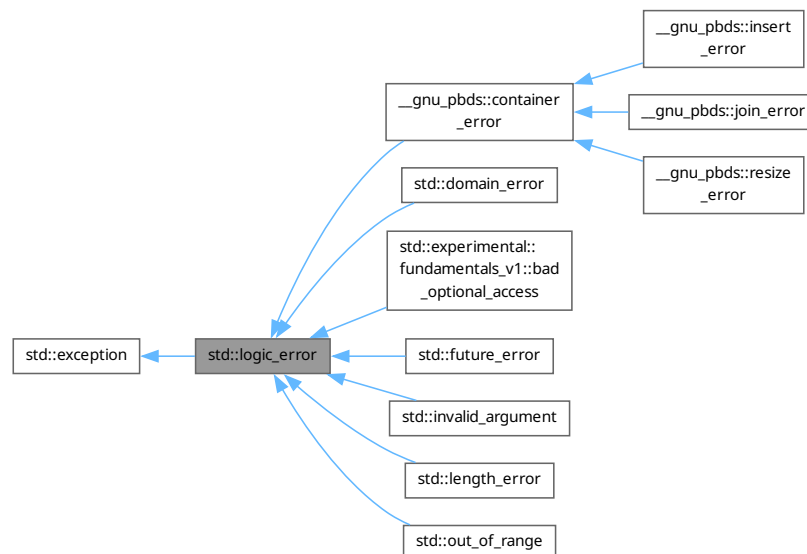 __gnu_pbds::insert
_error
__gnu_pbds::container
_error
__gnu_pbds::join_error
__gnu_pbds::resize
_error
std::domain_error
std::experimental::
fundamentals_v1::bad
_optional_access
std::exception
std::logic_error
std::future_error
std::invalid_argument
std::length_error
std::out_of_range